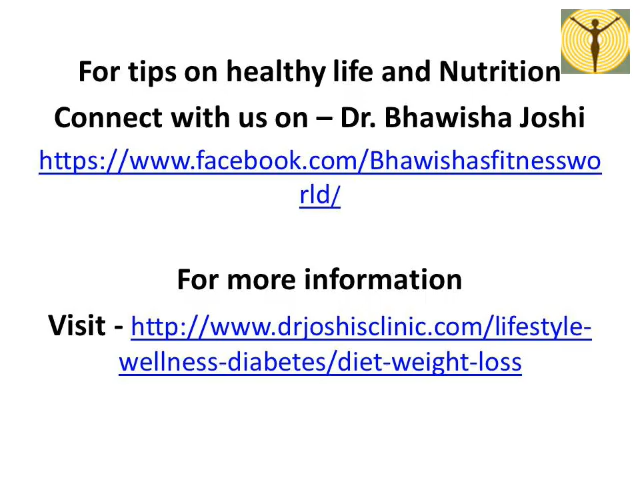 For tips on healthy life and Nutrition
Connect with us on – Dr. Bhawisha Joshi
https://www.facebook.com/Bhawishasfitnesswo
rld/
For more information
Visit - http://www.drjoshisclinic.com/lifestyle-
wellness-diabetes/diet-weight-loss